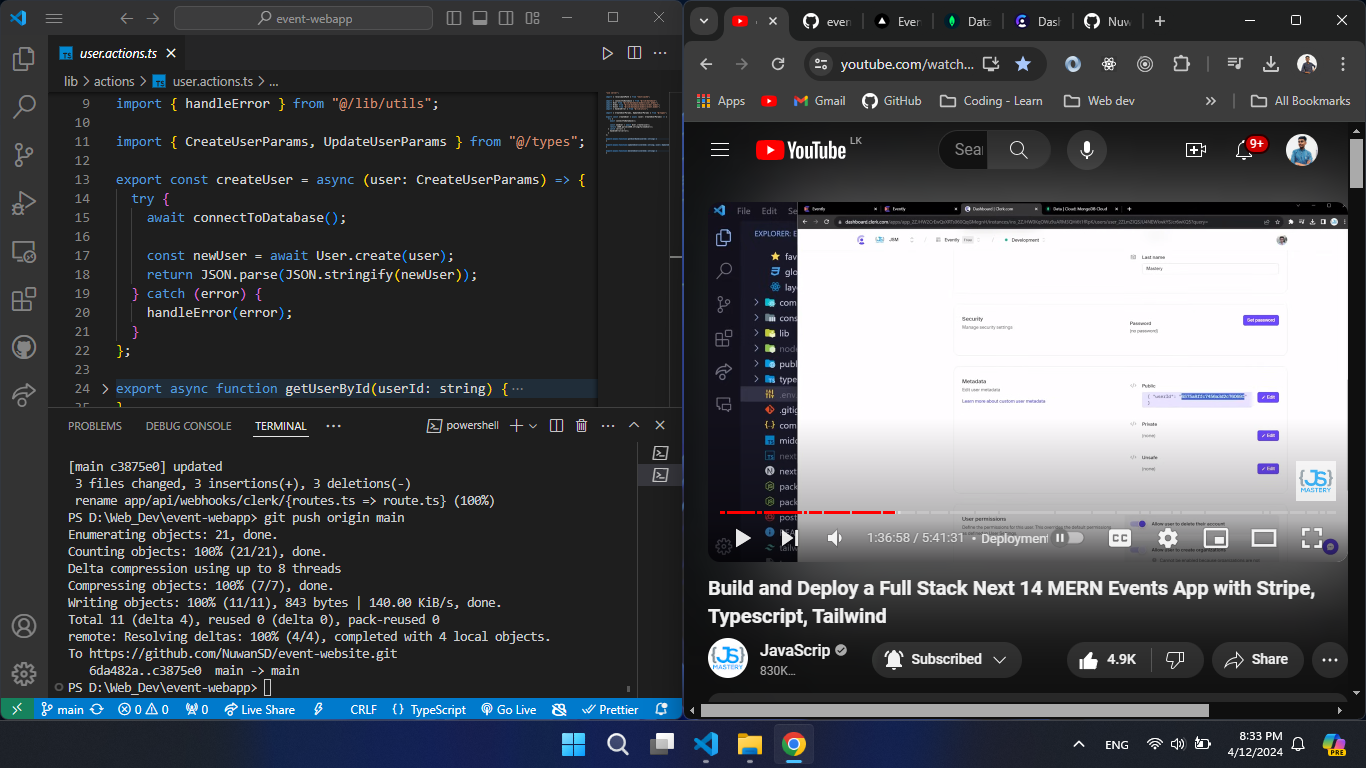 event-webapp
user.actions.ts
lib > actions > user.actions.ts > ...
9 import { handleError } from "@/lib/utils";
10
11 import { CreateUserParams, UpdateUserParams } from "@/types";
12
13 export const createUser = async (user: CreateUserParams) => {
14 try {
15 await connectToDatabase();
16
17 const newUser = await User.create(user);
18 return JSON.parse(JSON.stringify(newUser));
19 } catch (error) {
20 handleError(error);
21 }
22 };
23
24 export async function getUserById(userId: string) { ...
PROBLEMS DEBUG CONSOLE TERMINAL ... powershell
[main c3875e0] updated
3 files changed, 3 insertions(+), 3 deletions(-)
rename app/api/webhooks/clerk/{routes.ts => route.ts} (100%)
PS D:\Web_Dev\event-webapp> git push origin main
Enumerating objects: 21, done.
Counting objects: 100% (21/21), done.
Delta compression using up to 8 threads
Compressing objects: 100% (7/7), done.
Writing objects: 100% (11/11), 843 bytes | 140.00 KiB/s, done.
Total 11 (delta 4), reused 0 (delta 0), pack-reused 0
remote: Resolving deltas: 100% (4/4), completed with 4 local objects.
To https://github.com/NuwanSD/event-website.git
6da482a..c3875e0 main -> main
PS D:\Web_Dev\event-webapp>
main 0 0 0 Live Share CRLF {} TypeScript Go Live Prettier
even Ever Data Dash Nuw
youtube.com/watch...
Apps Gmail GitHub Coding - Learn Web dev » All Bookmarks
YouTube LK Sear 9+
File Edit Se
EXPLORER: E
fav
glo
lay
com
cons
lib
node
publ
type
.env.
.gitig
.com
midd
next
next
pack
pack
post
tailw
Evently Evently Dashboard | Clerk.com Data | Cloud: MongoDB Cloud
JSM Evently Free Development
Last name
Mastery
Security
Manage security settings
Password
(no password)
Set password
Metadata
Edit user metadata
Learn more about custom user metadata
Public
{ "userId":
}
Edit
Private
(none)
Edit
Unsafe
(none)
Edit
User permissions
Allow user to delete their account
{JS}
MASTERY
1:36:58 / 5:41:31 • Deployment CC
Build and Deploy a Full Stack Next 14 MERN Events App with Stripe,
Typescript, Tailwind
{JS}
MASTERY
JavaScrip
830K...
Subscribed 4.9K Share ...
ENG 8:33 PM
4/12/2024
PRE